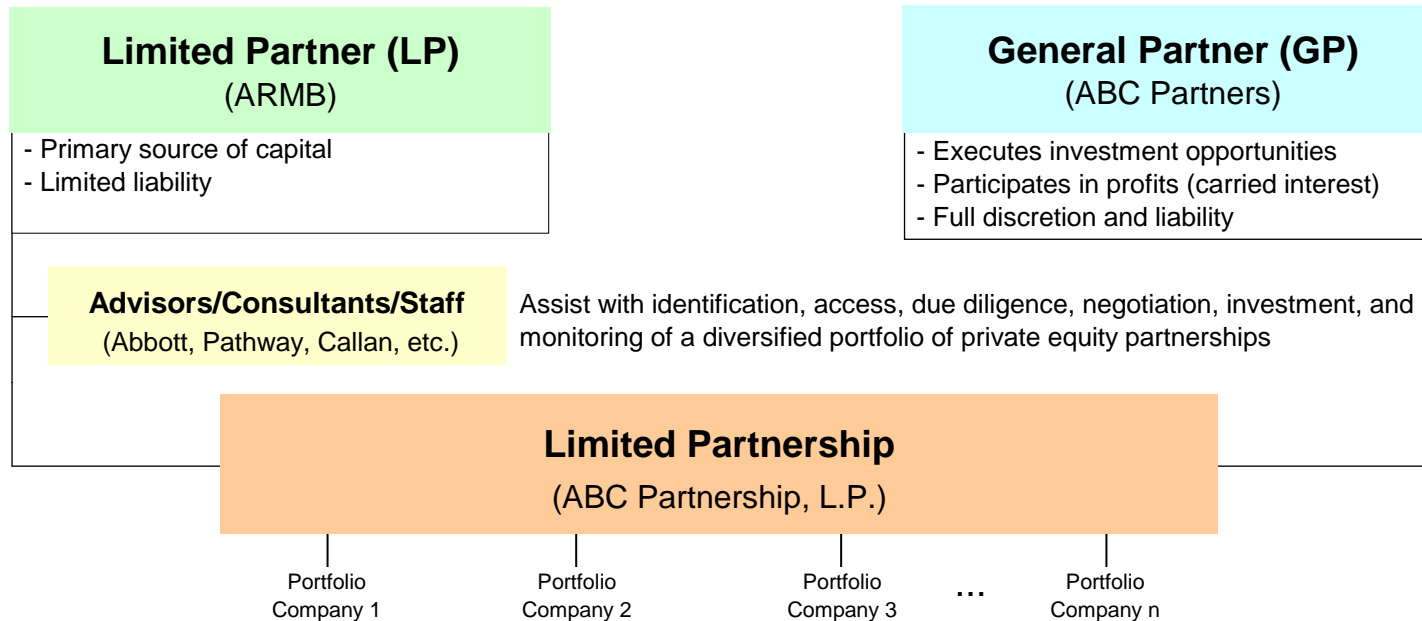 Limited Partner (LP)
(ARMB)
- Primary source of capital
- Limited liability
General Partner (GP)
(ABC Partners)
- Executes investment opportunities
- Participates in profits (carried interest)
- Full discretion and liability
Advisors/Consultants/Staff
(Abbott, Pathway, Callan, etc.)
Assist with identification, access, due diligence, negotiation, investment, and
monitoring of a diversified portfolio of private equity partnerships
Limited Partnership
(ABC Partnership, L.P.)
Portfolio
Company 1
Portfolio
Company 2
Portfolio
Company 3
...
Portfolio
Company n